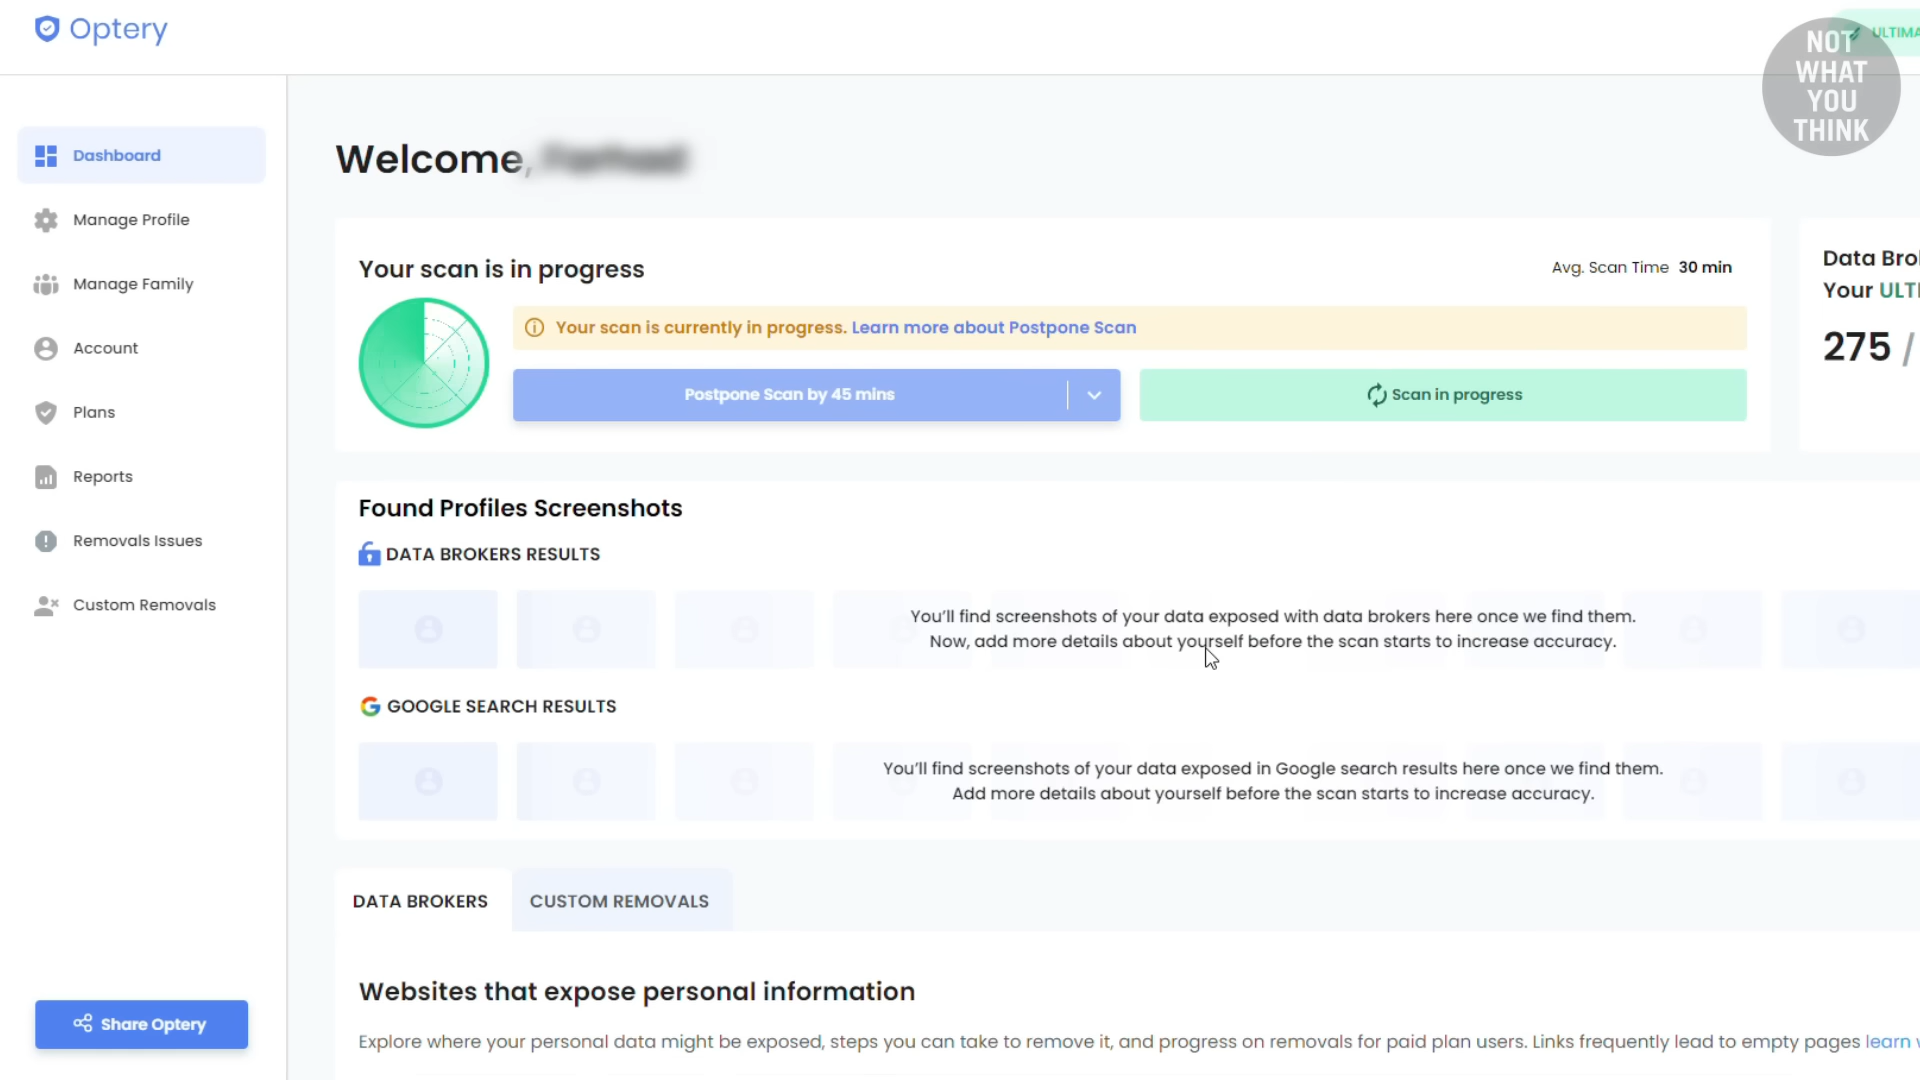 Optery
ULTIMA
NOT
WHAT
YOU
THINK
Dashboard
Manage Profile
Manage Family
Account
Plans
Reports
Removals Issues
Custom Removals
Share Optery
Welcome,
Your scan is in progress
Avg. Scan Time 30 min
Your scan is currently in progress. Learn more about Postpone Scan
Postpone Scan by 45 mins
Scan in progress
Data Bro
Your ULTI
275 /
Found Profiles Screenshots
DATA BROKERS RESULTS
You'll find screenshots of your data exposed with data brokers here once we find them.
Now, add more details about yourself before the scan starts to increase accuracy.
GOOGLE SEARCH RESULTS
You'll find screenshots of your data exposed in Google search results here once we find them.
Add more details about yourself before the scan starts to increase accuracy.
DATA BROKERS
CUSTOM REMOVALS
Websites that expose personal information
Explore where your personal data might be exposed, steps you can take to remove it, and progress on removals for paid plan users. Links frequently lead to empty pages learn